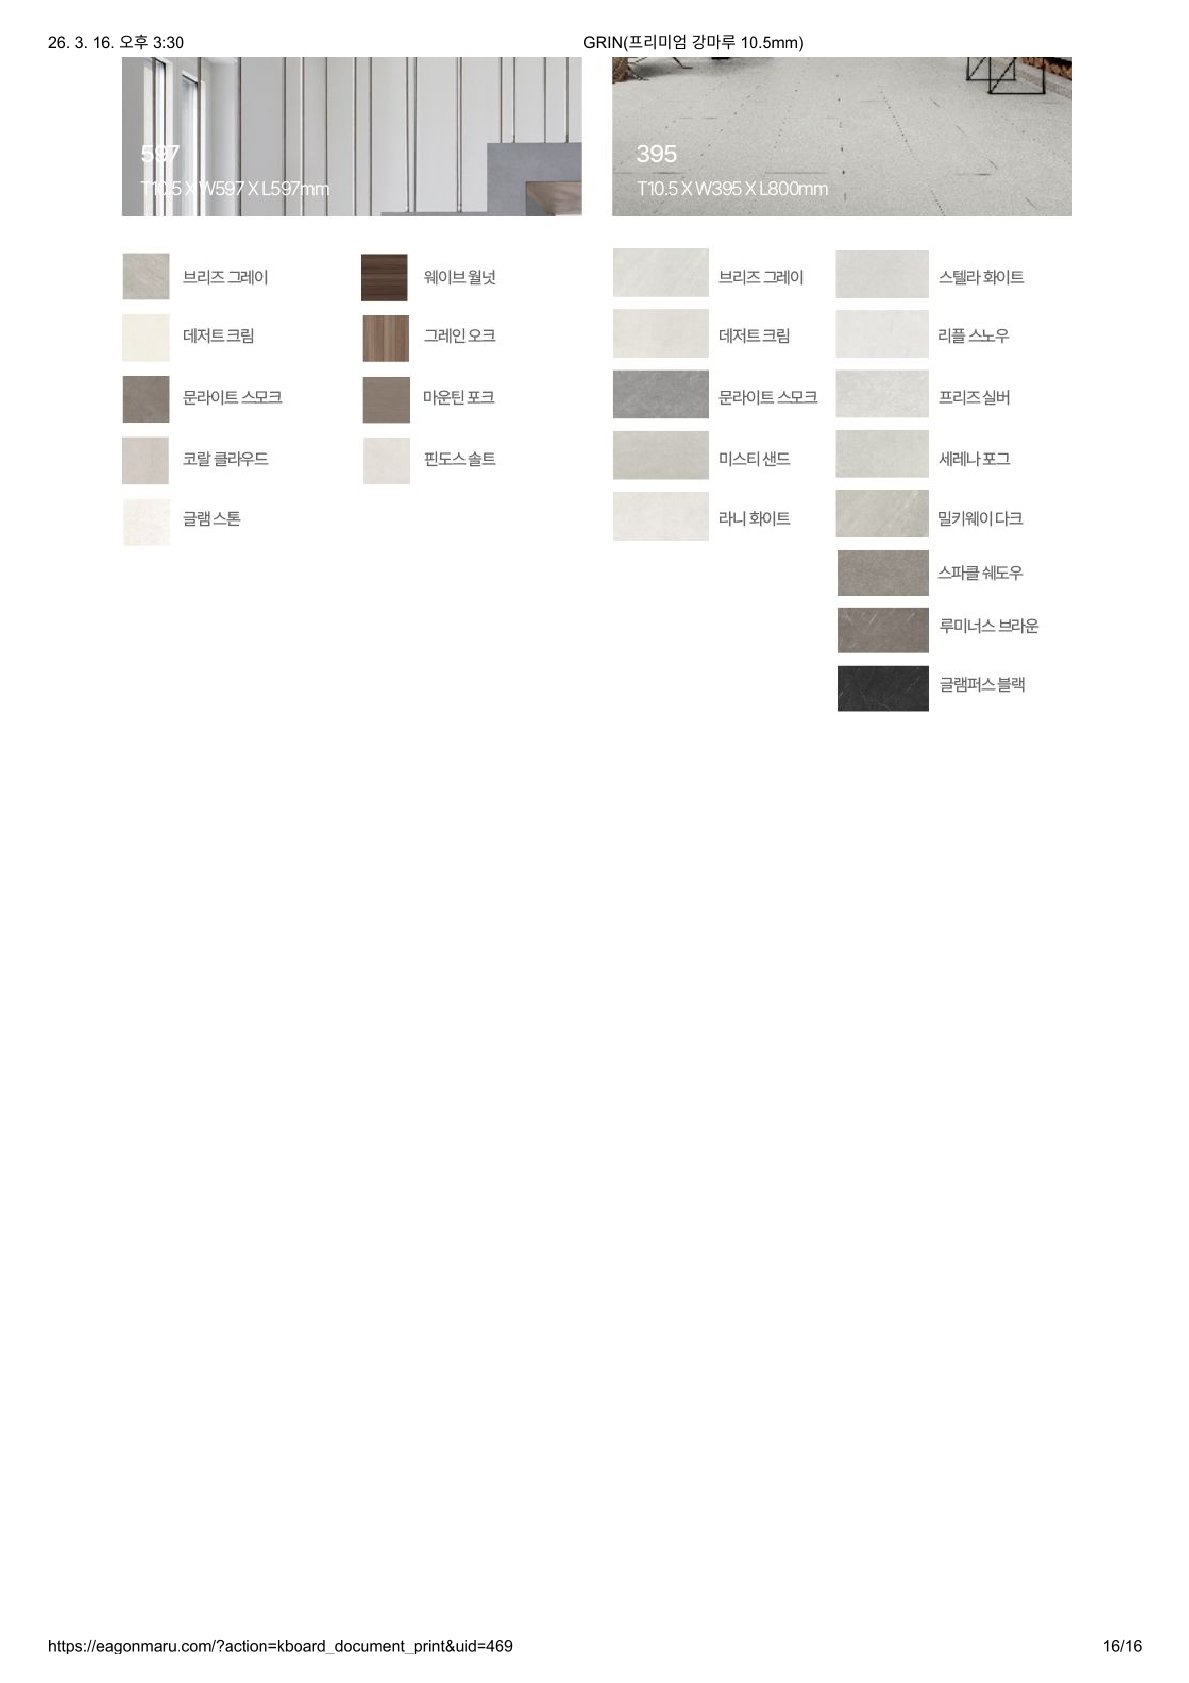 26. 3. 16. 오후 3:30
GRIN(프리미엄 강마루 10.5mm)
597
T10.5 X W597 X L597mm
395
T10.5 X W395 X L800mm
브리즈 그레이
데저트 크림
문라이트 스모크
코랄 클라우드
글램 스톤
웨이브 월넛
그레인 오크
마운틴 포크
핀도스 솔트
브리즈 그레이
데저트 크림
문라이트 스모크
미스티 샌드
라니 화이트
스텔라 화이트
리플 스노우
프리즈 실버
세레나 포그
밀키웨이 다크
스파클 쉐도우
루미너스 브라운
글램퍼스 블랙
https://eagonmaru.com/?action=kboard_document_print&uid=469
16/16